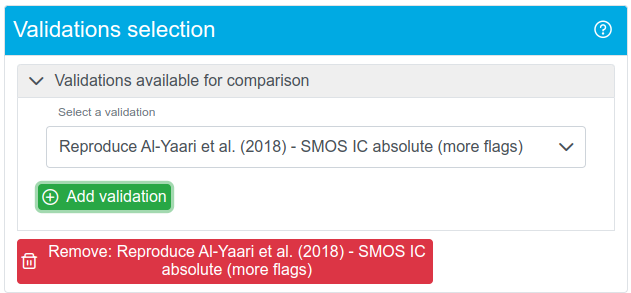 Validations selection
Validations available for comparison
Select a validation
Reproduce Al-Yaari et al. (2018) - SMOS IC absolute (more flags)
Add validation
Remove: Reproduce Al-Yaari et al. (2018) - SMOS IC
absolute (more flags)